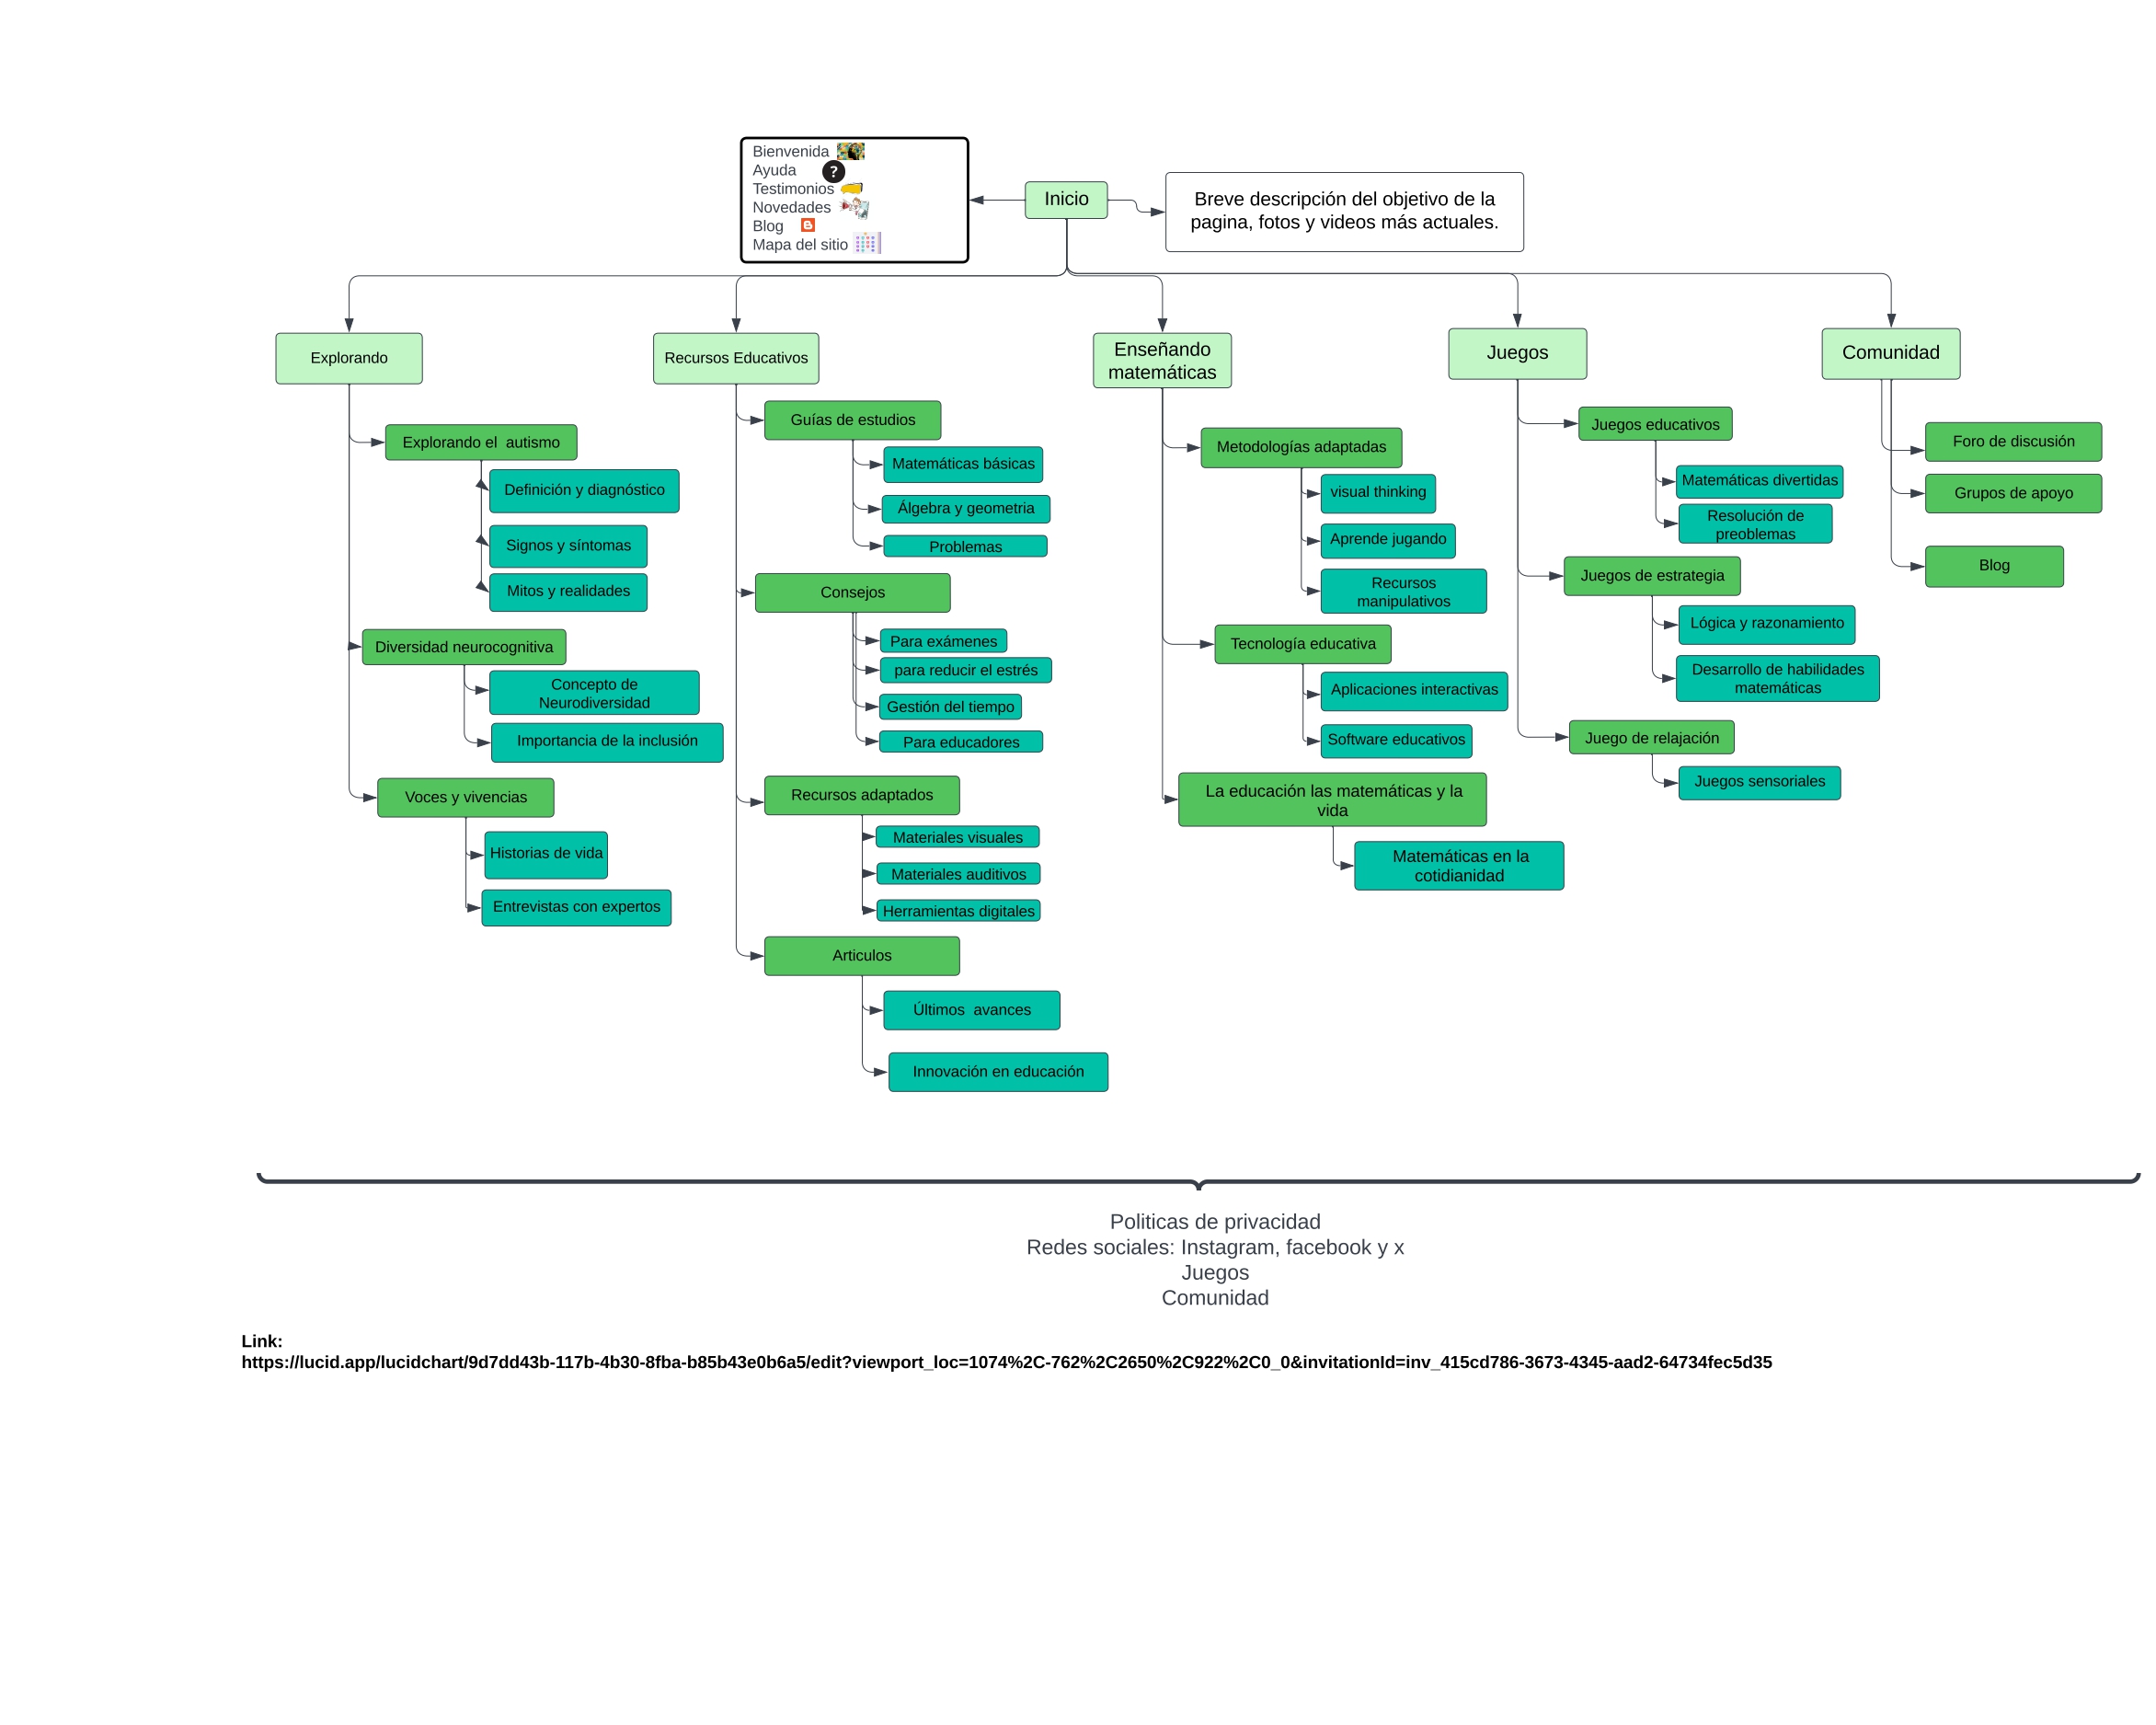 Bienvenida
Ayuda
?
Testimonios
Novedades
Blog
Mapa del sitio
Inicio
Breve descripción del objetivo de la
pagina, fotos y videos más actuales.
Explorando
Explorando el  autismo
Definición y diagnóstico
Signos y síntomas
Mitos y realidades
Diversidad neurocognitiva
Concepto de
Neurodiversidad
Importancia de la inclusión
Voces y vivencias
Historias de vida
Entrevistas con expertos
Recursos Educativos
Guías de estudios
Matemáticas básicas
Álgebra y geometria
Problemas
Consejos
Para exámenes
para reducir el estrés
Gestión del tiempo
Para educadores
Recursos adaptados
Materiales visuales
Materiales auditivos
Herramientas digitales
Articulos
Últimos  avances
Innovación en educación
Enseñando
matemáticas
Metodologías adaptadas
visual thinking
Aprende jugando
Recursos
manipulativos
Tecnología educativa
Aplicaciones interactivas
Software educativos
La educación las matemáticas y la
vida
Matemáticas en la
cotidianidad
Juegos
Juegos educativos
Matemáticas divertidas
Resolución de
preoblemas
Juegos de estrategia
Lógica y razonamiento
Desarrollo de habilidades
matemáticas
Juego de relajación
Juegos sensoriales
Comunidad
Foro de discusión
Grupos de apoyo
Blog
Politicas de privacidad
Redes sociales: Instagram, facebook y x
Juegos
Comunidad
Link:
https://lucid.app/lucidchart/9d7dd43b-117b-4b30-8fba-b85b43e0b6a5/edit?viewport_loc=1074%2C-762%2C2650%2C922%2C0_0&invitationId=inv_415cd786-3673-4345-aad2-64734fec5d35